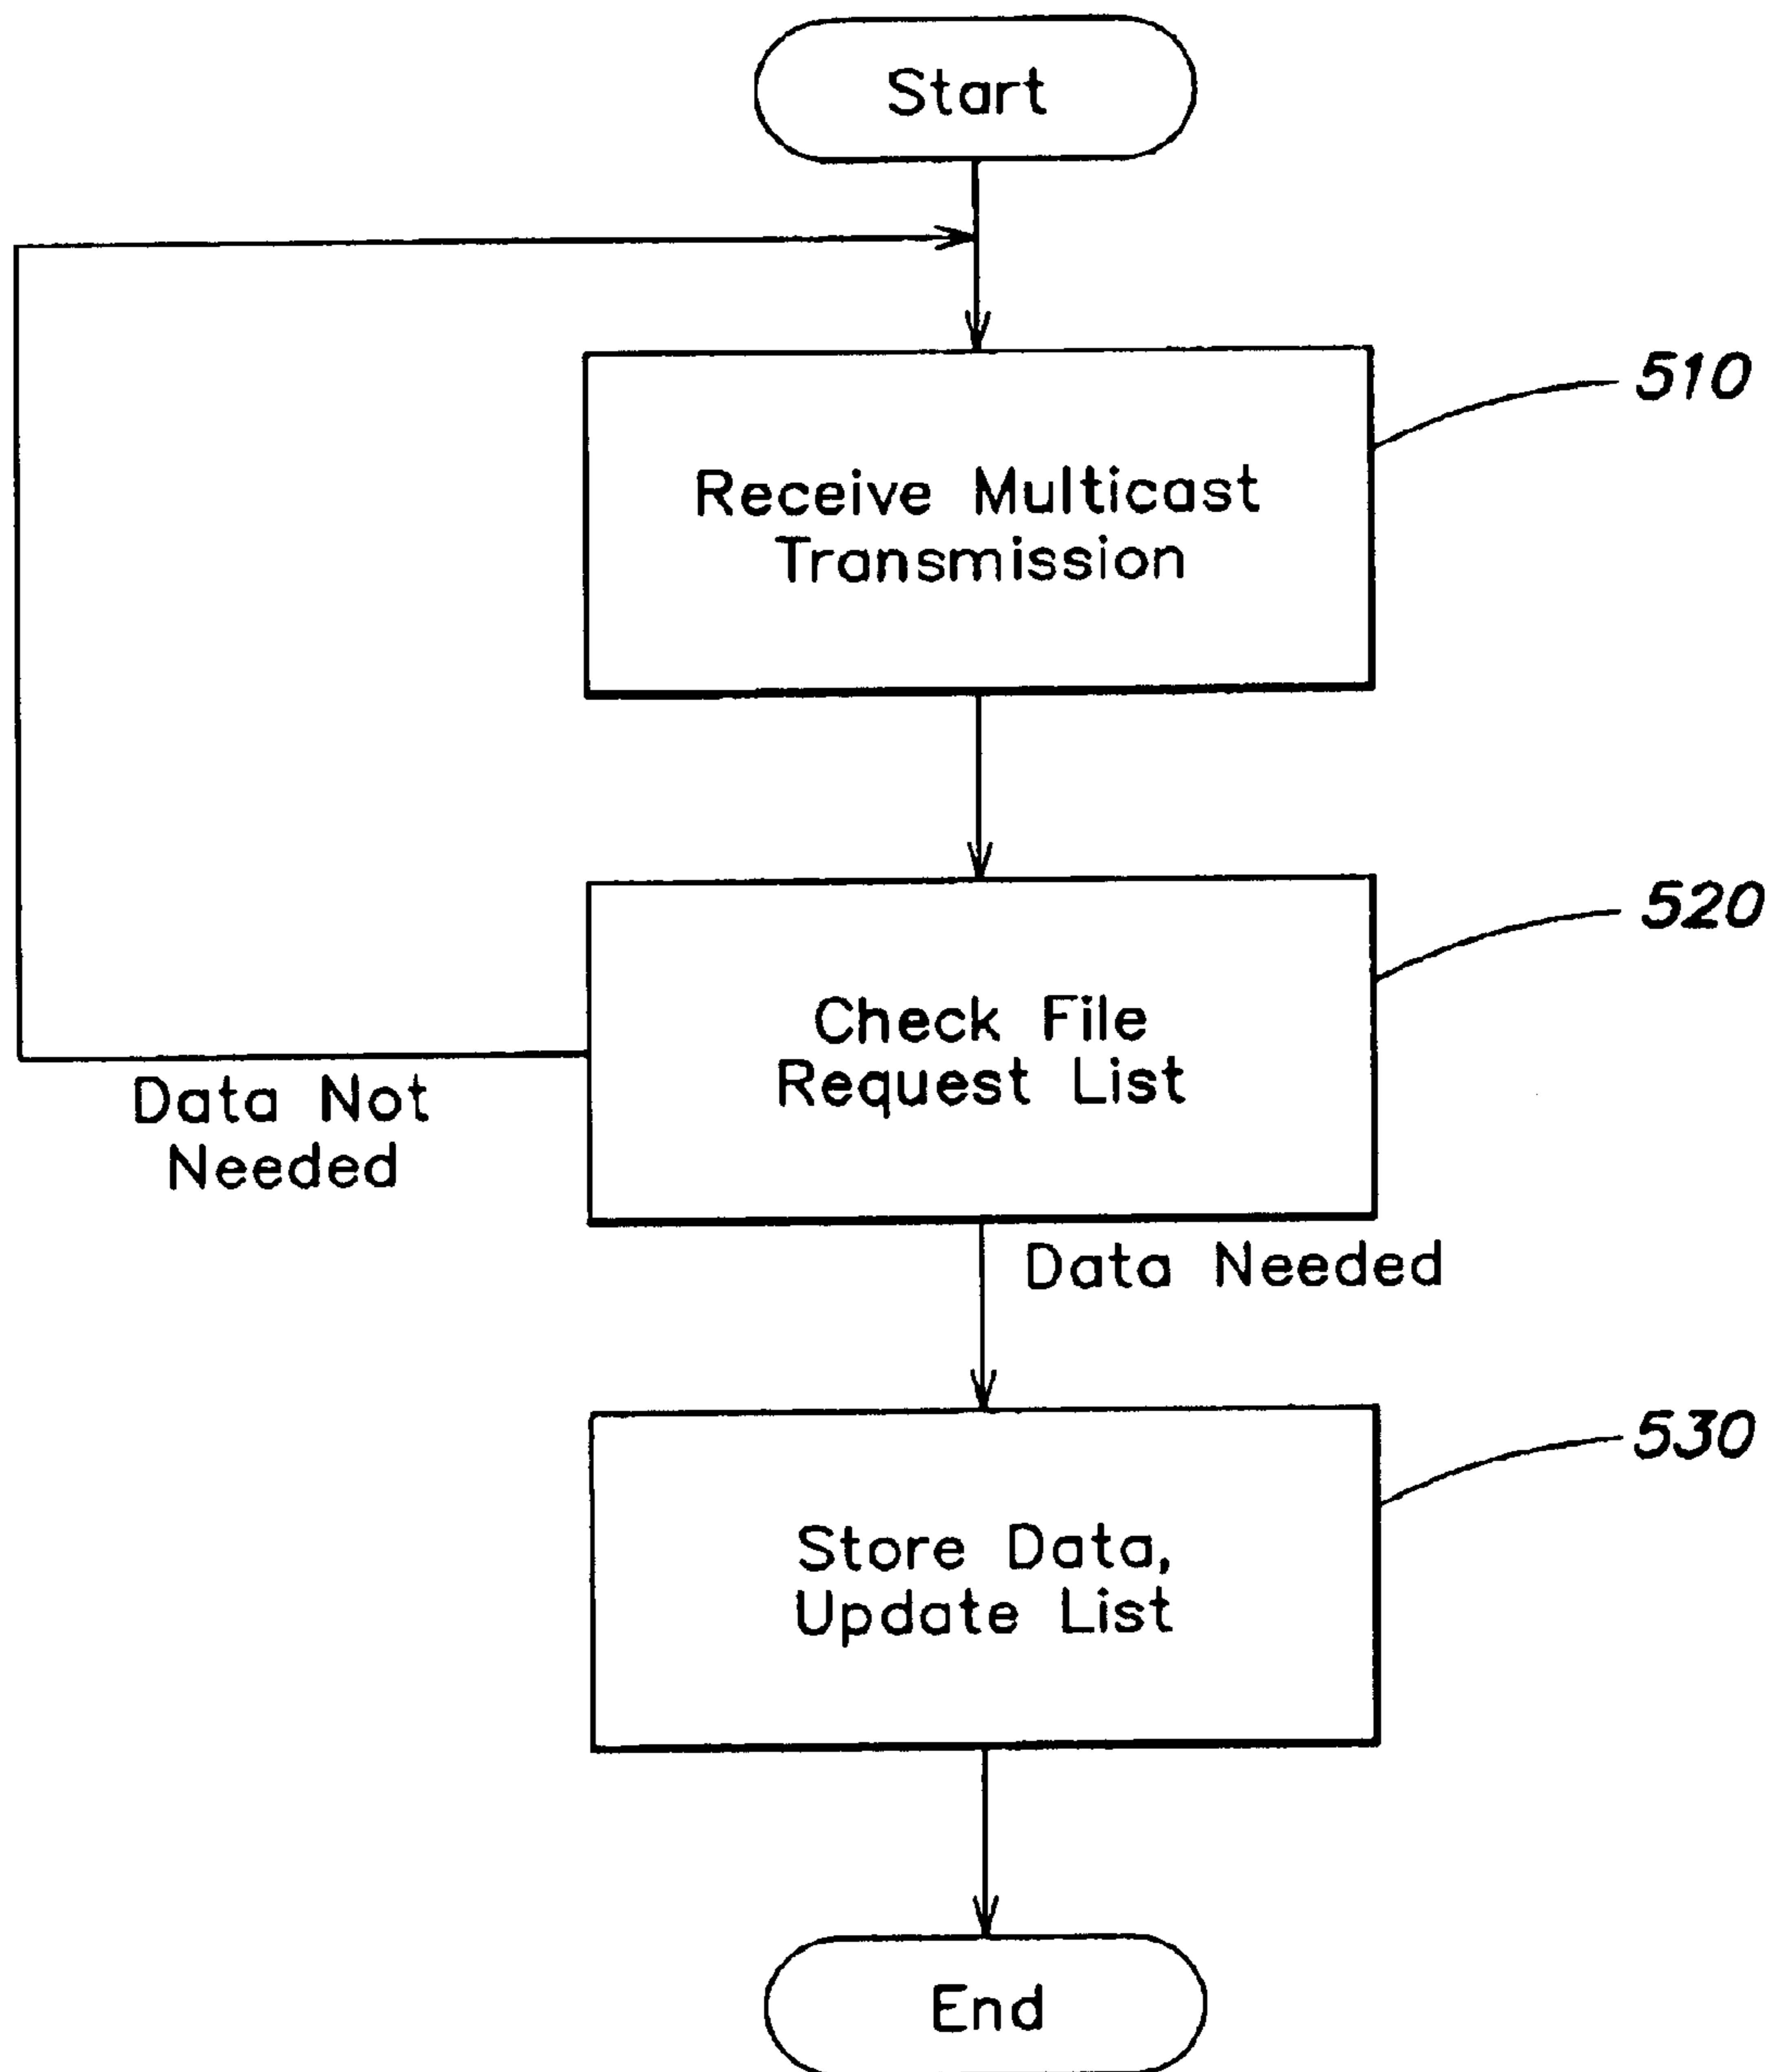 Start
510
Receive Multicast
Transmission
520
Check File
Request List
Data Not
Needed
Data Needed
530
Store Data,
Update List
End